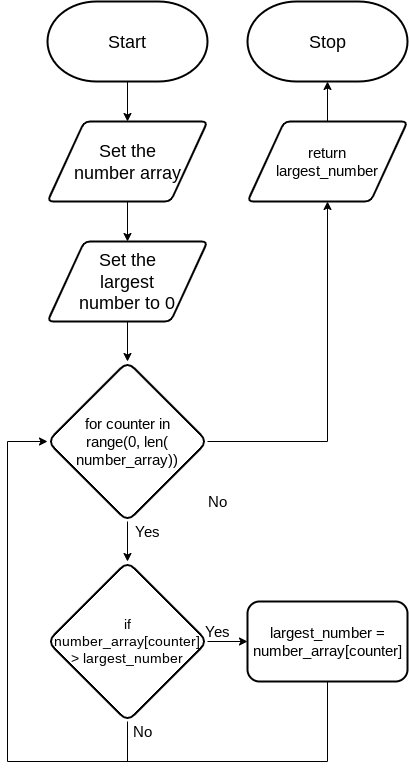 Start
Stop
Set the
number array
return
largest_number
Set the
largest
number to 0
for counter in
range(0, len(
number_array))
No
Yes
if
number_array[counter]
> largest_number
Yes
largest_number =
number_array[counter]
No